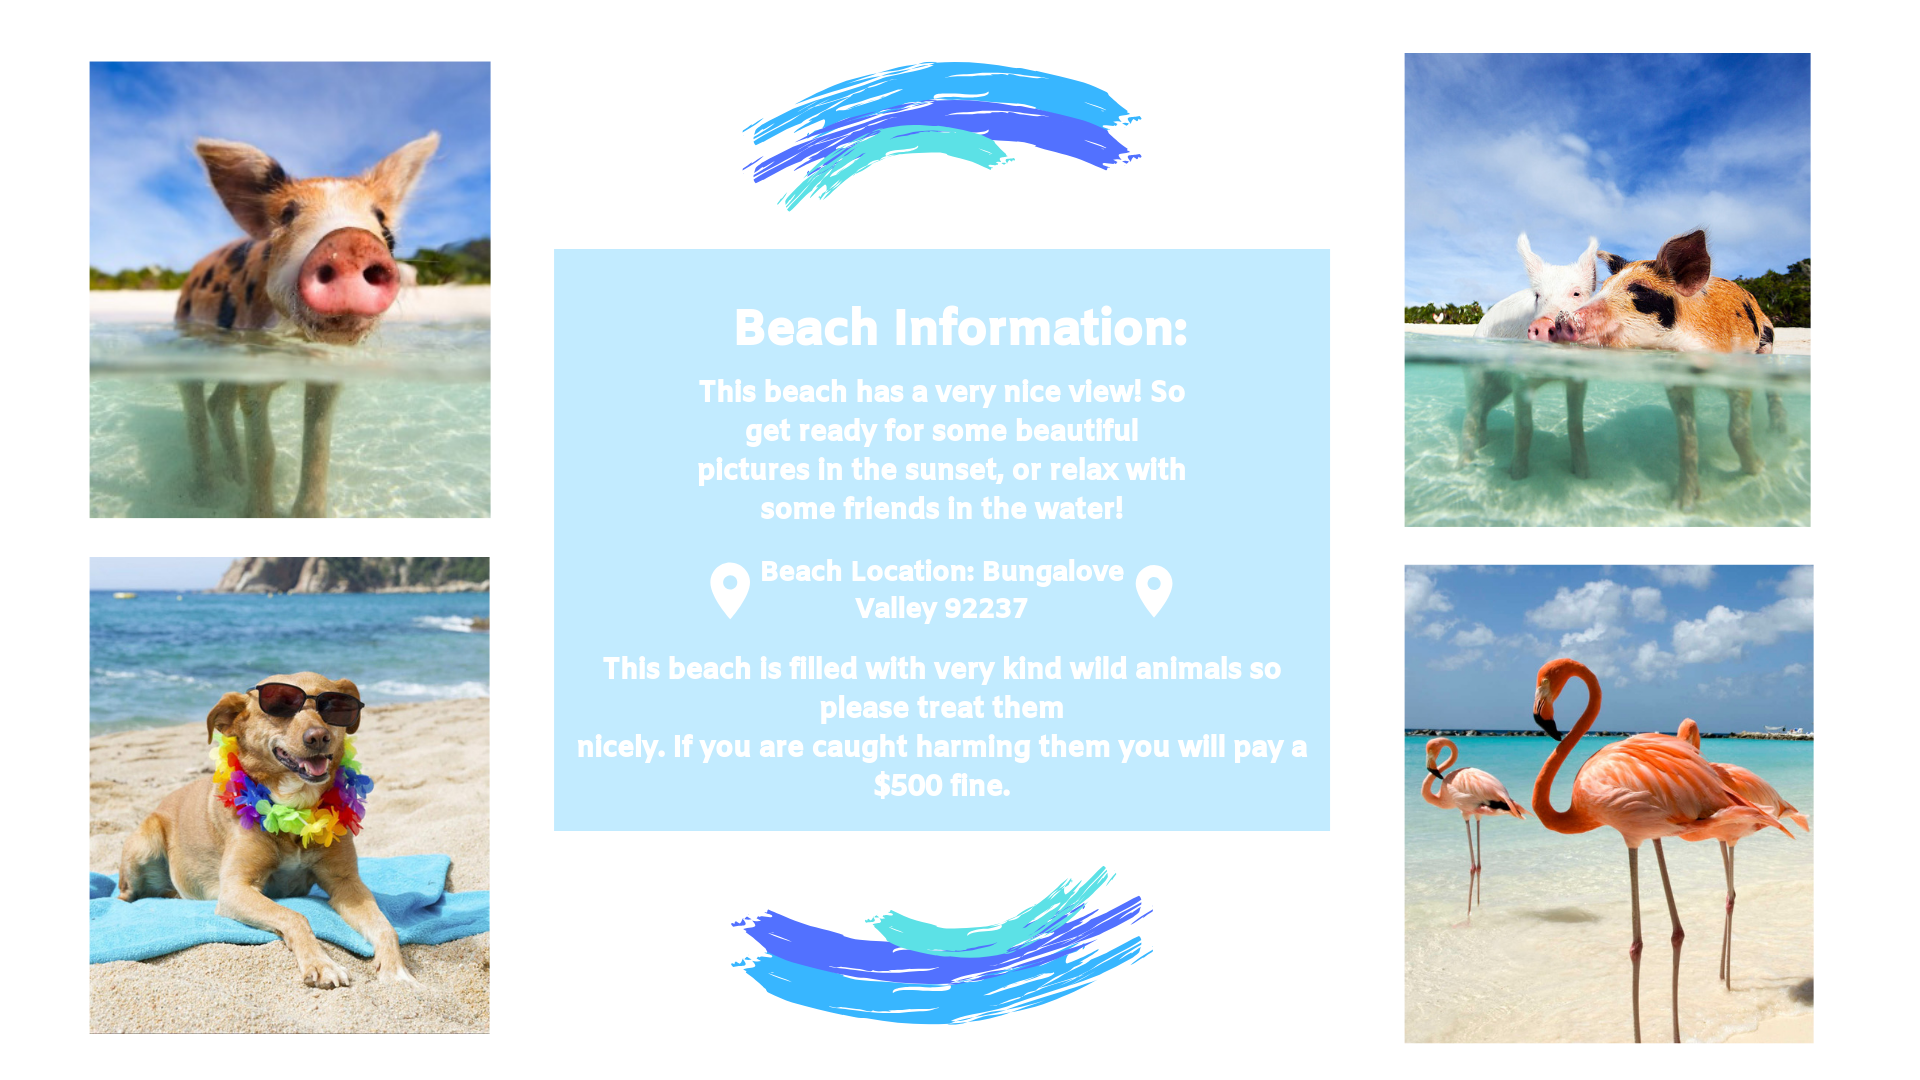 Beach Information:
This beach has a very nice view! So
get ready for some beautiful
pictures in the sunset, or relax with
some friends in the water!
Beach Location: Bungalove
Valley 92237
This beach is filled with very kind wild animals so
please treat them
nicely. If you are caught harming them you will pay a
$500 fine.